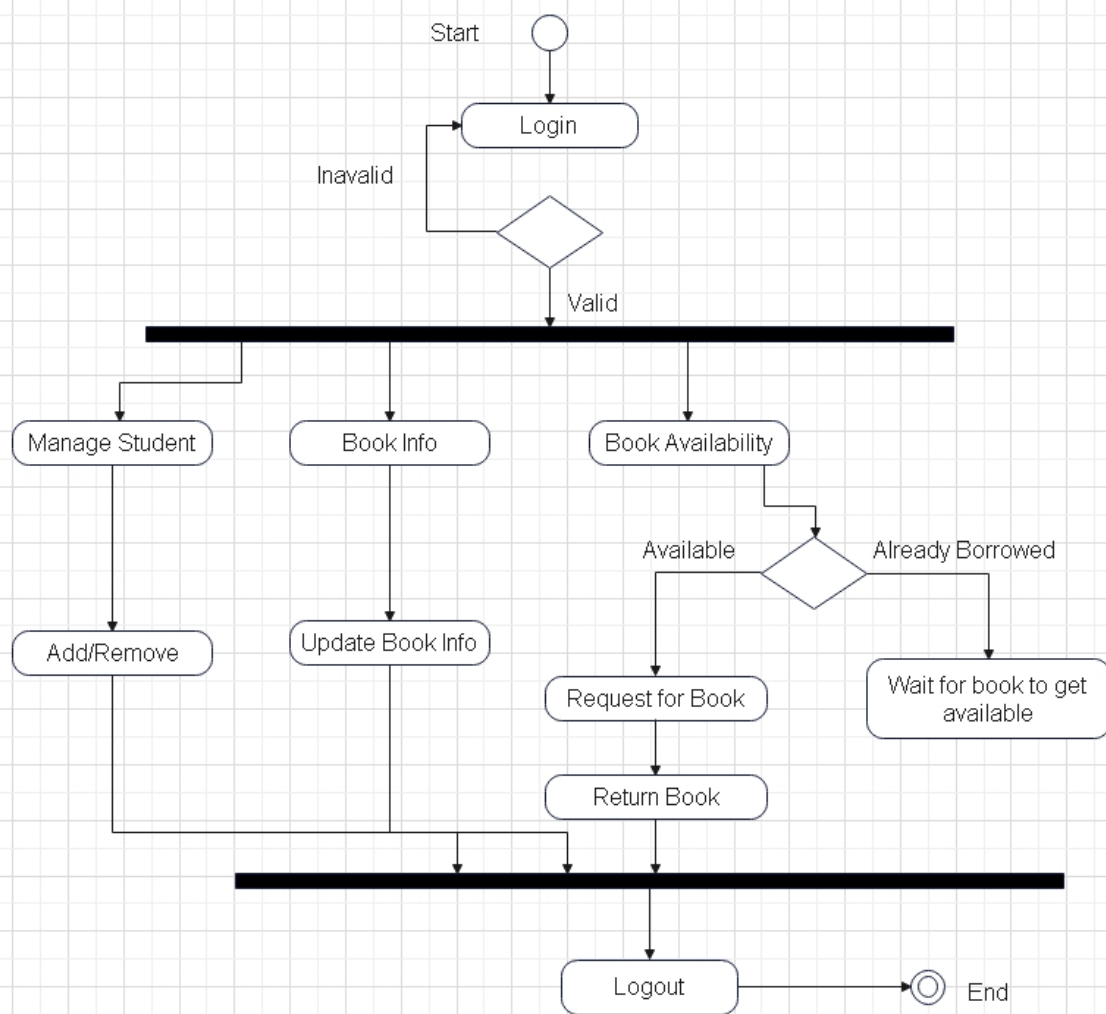 Start
Login
Inavalid
Valid
Manage Student
Book Info
Book Availability
Available
Already Borrowed
Add/Remove
Update Book Info
Request for Book
Wait for book to get
available
Return Book
Logout
End